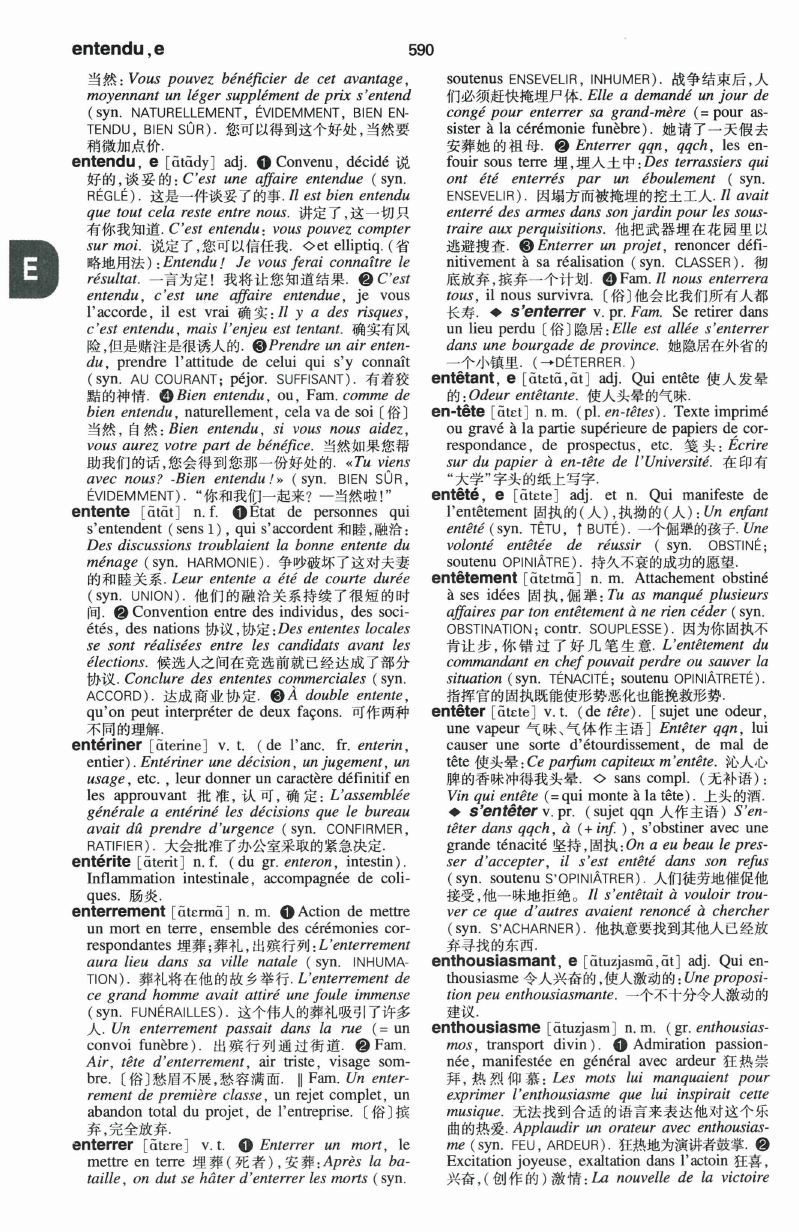 entendu,e
590
当然: Vous pouvez bénéficier de cet avantage,
moyennant un léger supplément de prix s'entend
(syn. NATURELLEMENT, ÉVIDEMMENT, BIEN EN-
TENDU, BIEN SÛR). 您可以得到这个好处,当然要
稍微加点价.
entendu, e [ɑ̃tɑ̃dy] adj. ❶ Convenu, décidé 说
好的,谈妥的: C'est une affaire entendue (syn.
RÉGLÉ). 这是一件谈妥了的事. Il est bien entendu
que tout cela reste entre nous. 讲定了,这一切只
有你我知道. C'est entendu: vous pouvez compter
sur moi. 说定了,您可以信任我. ◇et elliptiq. (省
略地用法): Entendu! Je vous ferai connaître le
résultat. 一言为定! 我将让您知道结果. ❷ C'est
entendu, c'est une affaire entendue, je vous
l'accorde, il est vrai 确实: Il y a des risques,
c'est entendu, mais l'enjeu est tentant. 确实有风
险,但是赌注是很诱人的. ❸Prendre un air enten-
du, prendre l'attitude de celui qui s'y connaît
(syn. AU COURANT; péjor. SUFFISANT). 有着狡
黠的神情. ❹ Bien entendu, ou, Fam. comme de
bien entendu, naturellement, cela va de soi [俗]
当然, 自然: Bien entendu, si vous nous aidez,
vous aurez votre part de bénéfice. 当然如果您帮
助我们的话,您会得到您那一份好处的. «Tu viens
avec nous? -Bien entendu!» (syn. BIEN SÛR,
ÉVIDEMMENT). “你和我们一起来? —当然啦!”
entente [ɑ̃tɑ̃t] n. f. ❶État de personnes qui
s'entendent (sens 1), qui s'accordent 和睦,融洽:
Des discussions troublaient la bonne entente du
ménage (syn. HARMONIE). 争吵破坏了这对夫妻
的和睦关系. Leur entente a été de courte durée
(syn. UNION). 他们的融洽关系持续了很短的时
间. ❷ Convention entre des individus, des soci-
étés, des nations 协议,协定: Des ententes locales
se sont réalisées entre les candidats avant les
élections. 候选人之间在竞选前就已经达成了部分
协议. Conclure des ententes commerciales (syn.
ACCORD). 达成商业协定. ❸À double entente,
qu'on peut interpréter de deux façons. 可作两种
不同的理解.
entériner [ɑ̃terine] v. t. (de l'anc. fr. enterin,
entier). Entériner une décision, un jugement, un
usage, etc. , leur donner un caractère définitif en
les approuvant 批准, 认可, 确定: L'assemblée
générale a entériné les décisions que le bureau
avait dû prendre d'urgence (syn. CONFIRMER,
RATIFIER). 大会批准了办公室采取的紧急决定.
entérite [ɑ̃terit] n. f. (du gr. enteron, intestin).
Inflammation intestinale, accompagnée de coli-
ques. 肠炎.
enterrement [ɑ̃tɛrmɑ̃] n. m. ❶Action de mettre
un mort en terre, ensemble des cérémonies cor-
respondantes 埋葬;葬礼,出殡行列: L'enterrement
aura lieu dans sa ville natale (syn. INHUMA-
TION). 葬礼将在他的故乡举行. L'enterrement de
ce grand homme avait attiré une foule immense
(syn. FUNÉRAILLES). 这个伟人的葬礼吸引了许多
人. Un enterrement passait dans la rue (= un
convoi funèbre). 出殡行列通过街道. ❷ Fam.
Air, tête d'enterrement, air triste, visage som-
bre. [俗]愁眉不展,愁容满面. ‖ Fam. Un enter-
rement de première classe, un rejet complet, un
abandon total du projet, de l'entreprise. [俗]摈
弃,完全放弃.
enterrer [ɑ̃tɛre] v. t. ❶ Enterrer un mort, le
mettre en terre 埋葬(死者),安葬: Après la ba-
taille, on dut se hâter d'enterrer les morts (syn.
soutenus ENSEVELIR, INHUMER). 战争结束后,人
们必须赶快掩埋尸体. Elle a demandé un jour de
congé pour enterrer sa grand-mère (= pour as-
sister à la cérémonie funèbre). 她请了一天假去
安葬她的祖母. ❷ Enterrer qqn, qqch, les en-
fouir sous terre 埋,埋入土中: Des terrassiers qui
ont été enterrés par un éboulement (syn.
ENSEVELIR). 因塌方而被掩埋的挖土工人. Il avait
enterré des armes dans son jardin pour les sous-
traire aux perquisitions. 他把武器埋在花园里以
逃避搜查. ❸ Enterrer un projet, renoncer défi-
nitivement à sa réalisation (syn. CLASSER). 彻
底放弃,摈弃一个计划. ❹Fam. Il nous enterrera
tous, il nous survivra. [俗]他会比我们所有人都
长寿. ◆ s'enterrer v. pr. Fam. Se retirer dans
un lieu perdu [俗]隐居: Elle est allée s'enterrer
dans une bourgade de province. 她隐居在外省的
一个小镇里. (→DÉTERRER.)
entêtant, e [ɑ̃tɛtɑ̃,ɑ̃t] adj. Qui entête 使人发晕
的: Odeur entêtante. 使人头晕的气味.
en-tête [ɑ̃tɛt] n. m. (pl. en-têtes). Texte imprimé
ou gravé à la partie supérieure de papiers de cor-
respondance, de prospectus, etc. 笺头: Écrire
sur du papier à en-tête de l'Université. 在印有
“大学”字头的纸上写字.
entêté, e [ɑ̃tɛte] adj. et n. Qui manifeste de
l'entêtement 固执的(人),执拗的(人): Un enfant
entêté (syn. TÊTU, ↑BUTÉ). 一个倔犟的孩子. Une
volonté entêtée de réussir (syn. OBSTINÉ;
soutenu OPINIÂTRE). 持久不衰的成功的愿望.
entêtement [ɑ̃tɛtmɑ̃] n. m. Attachement obstiné
à ses idées 固执,倔犟: Tu as manqué plusieurs
affaires par ton entêtement à ne rien céder (syn.
OBSTINATION; contr. SOUPLESSE). 因为你固执不
肯让步,你错过了好几笔生意. L'entêtement du
commandant en chef pouvait perdre ou sauver la
situation (syn. TÉNACITÉ; soutenu OPINIÂTRETÉ).
指挥官的固执既能使形势恶化也能挽救形势.
entêter [ɑ̃tɛte] v. t. (de tête). [sujet une odeur,
une vapeur 气味、气体作主语] Entêter qqn, lui
causer une sorte d'étourdissement, de mal de
tête 使头晕: Ce parfum capiteux m'entête. 沁人心
脾的香味冲得我头晕. ◇ sans compl. (无补语):
Vin qui entête (=qui monte à la tête). 上头的酒.
◆ s'entêter v. pr. (sujet qqn 人作主语) S'en-
têter dans qqch, à (+inf.), s'obstiner avec une
grande ténacité 坚持,固执: On a eu beau le pres-
ser d'accepter, il s'est entêté dans son refus
(syn. soutenu S'OPINIÂTRER). 人们徒劳地催促他
接受,他一味地拒绝。Il s'entêtait à vouloir trou-
ver ce que d'autres avaient renoncé à chercher
(syn. S'ACHARNER). 他执意要找到其他人已经放
弃寻找的东西.
enthousiasmant, e [ɑ̃tuzjasmɑ̃,ɑ̃t] adj. Qui en-
thousiasme 令人兴奋的,使人激动的: Une proposi-
tion peu enthousiasmante. 一个不十分令人激动的
建议.
enthousiasme [ɑ̃tuzjasm] n. m. (gr. enthousias-
mos, transport divin). ❶ Admiration passion-
née, manifestée en général avec ardeur 狂热崇
拜, 热烈仰慕: Les mots lui manquaient pour
exprimer l'enthousiasme que lui inspirait cette
musique. 无法找到合适的语言来表达他对这个乐
曲的热爱. Applaudir un orateur avec enthousias-
me (syn. FEU, ARDEUR). 狂热地为演讲者鼓掌. ❷
Excitation joyeuse, exaltation dans l'actoin 狂喜,
兴奋,(创作的)激情: La nouvelle de la victoire
E